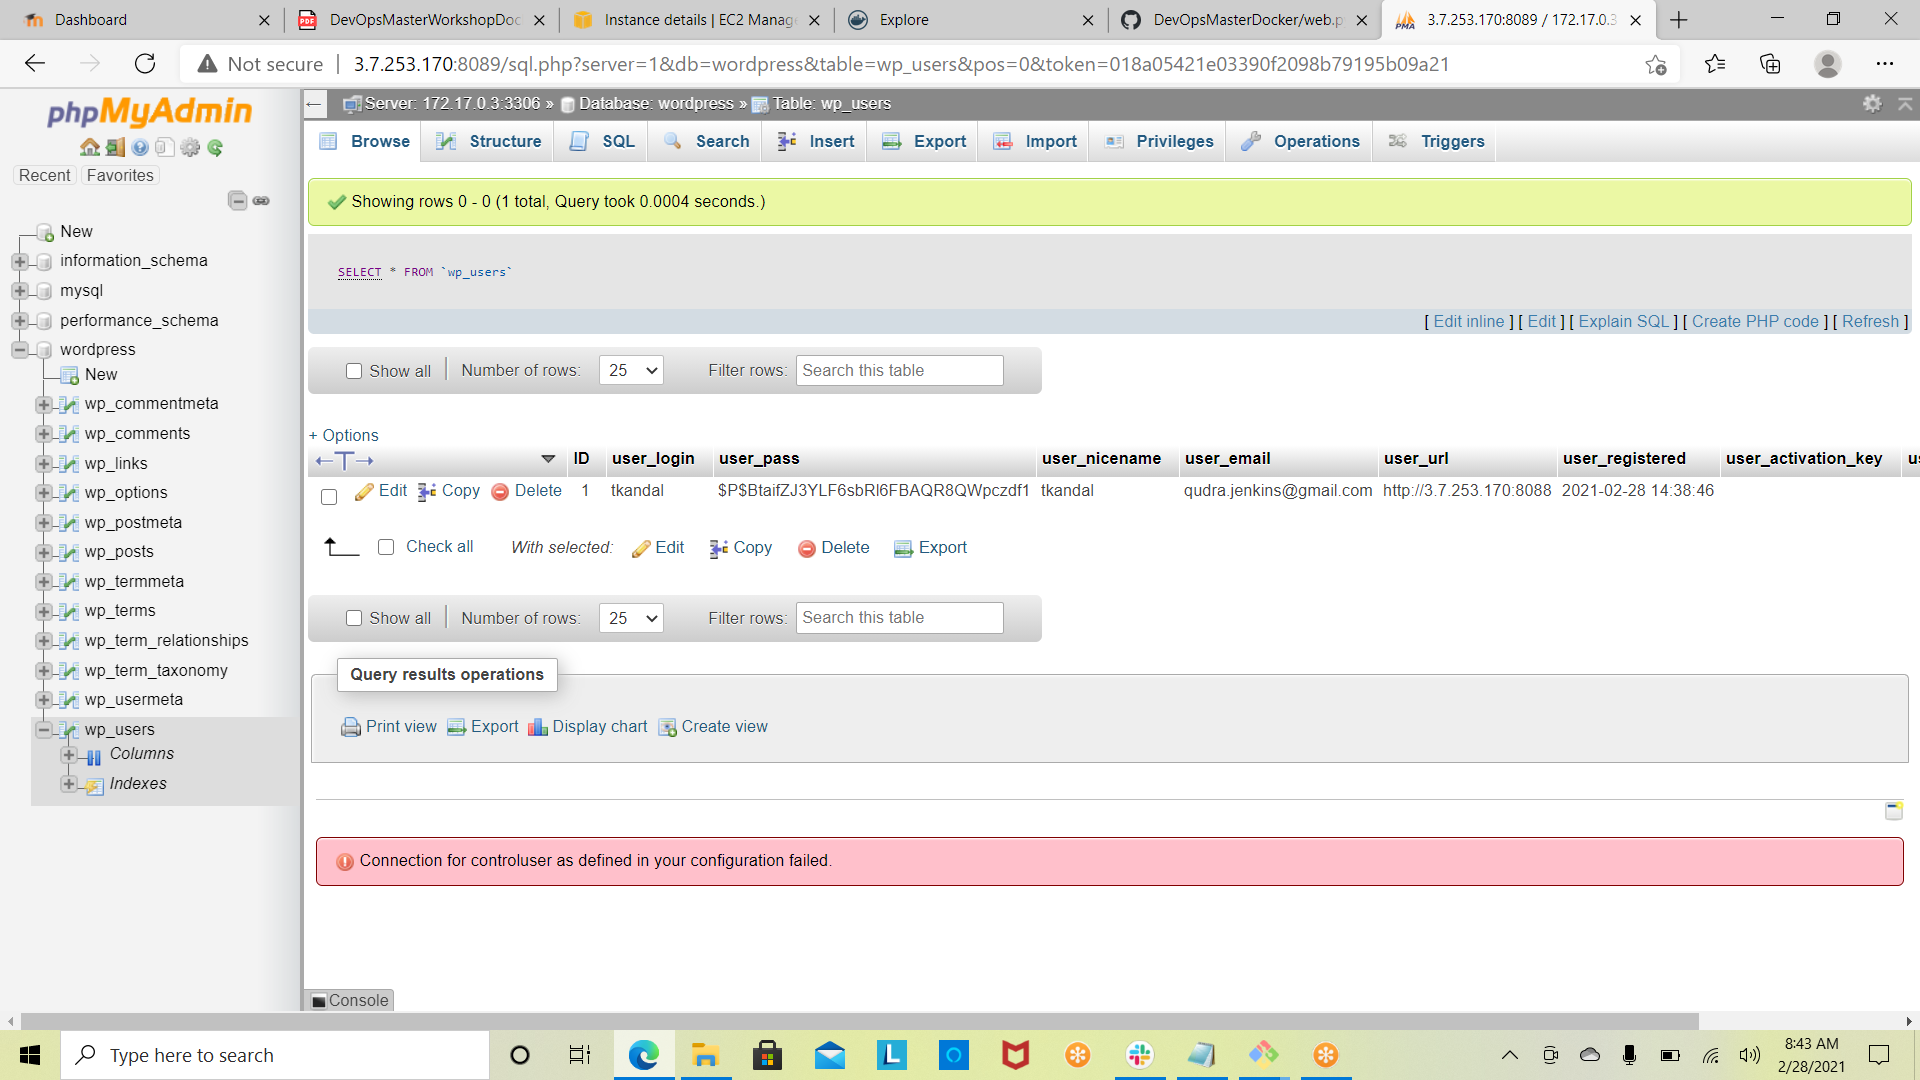 Dashboard
DevOpsMasterWorkshopDoc
Instance details | EC2 Manag
Explore
DevOpsMasterDocker/web.p
3.7.253.170:8089 / 172.17.0.3
Not secure
3.7.253.170:8089/sql.php?server=1&db=wordpress&table=wp_users&pos=0&token=018a05421e03390f2098b79195b09a21
phpMyAdmin
Recent Favorites
New
information_schema
mysql
performance_schema
wordpress
New
wp_commentmeta
wp_comments
wp_links
wp_options
wp_postmeta
wp_posts
wp_termmeta
wp_terms
wp_term_relationships
wp_term_taxonomy
wp_usermeta
wp_users
Columns
Indexes
Server: 172.17.0.3:3306 » Database: wordpress » Table: wp_users
Browse Structure SQL Search Insert Export Import Privileges Operations Triggers
Showing rows 0 - 0 (1 total, Query took 0.0004 seconds.)
SELECT * FROM `wp_users`
[ Edit inline ] [ Edit ] [ Explain SQL ] [ Create PHP code ] [ Refresh ]
Show all Number of rows: 25 Filter rows: Search this table
+ Options
ID user_login user_pass user_nicename user_email user_url user_registered user_activation_key
Edit Copy Delete 1 tkandal $P$BtaifZJ3YLF6sbRl6FBAQR8QWpczdf1 tkandal qudra.jenkins@gmail.com http://3.7.253.170:8088 2021-02-28 14:38:46
Check all With selected: Edit Copy Delete Export
Show all Number of rows: 25 Filter rows: Search this table
Query results operations
Print view Export Display chart Create view
Connection for controluser as defined in your configuration failed.
Console
Type here to search
8:43 AM
2/28/2021